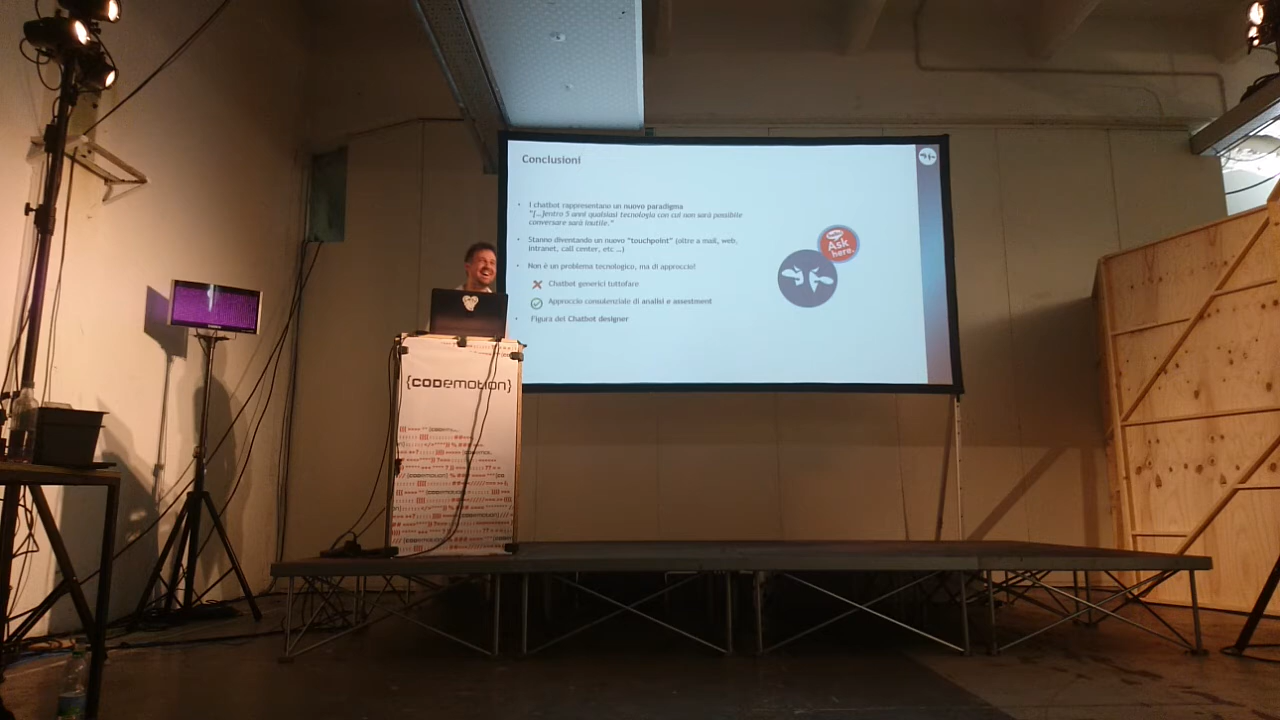 Conclusioni
• I chatbot rappresentano un nuovo paradigma
"[…]entro 5 anni qualsiasi tecnologia con cui non sarà possibile
conversare sarà inutile."
• Stanno diventando un nuovo "touchpoint" (oltre a mail, web,
intranet, call center, etc …)
• Non è un problema tecnologico, ma di approccio!
Chatbot generici tuttofare
Approccio consulenziale di analisi e assestment
• Figura del Chatbot designer
Ask
here.
{CODEMOTION}